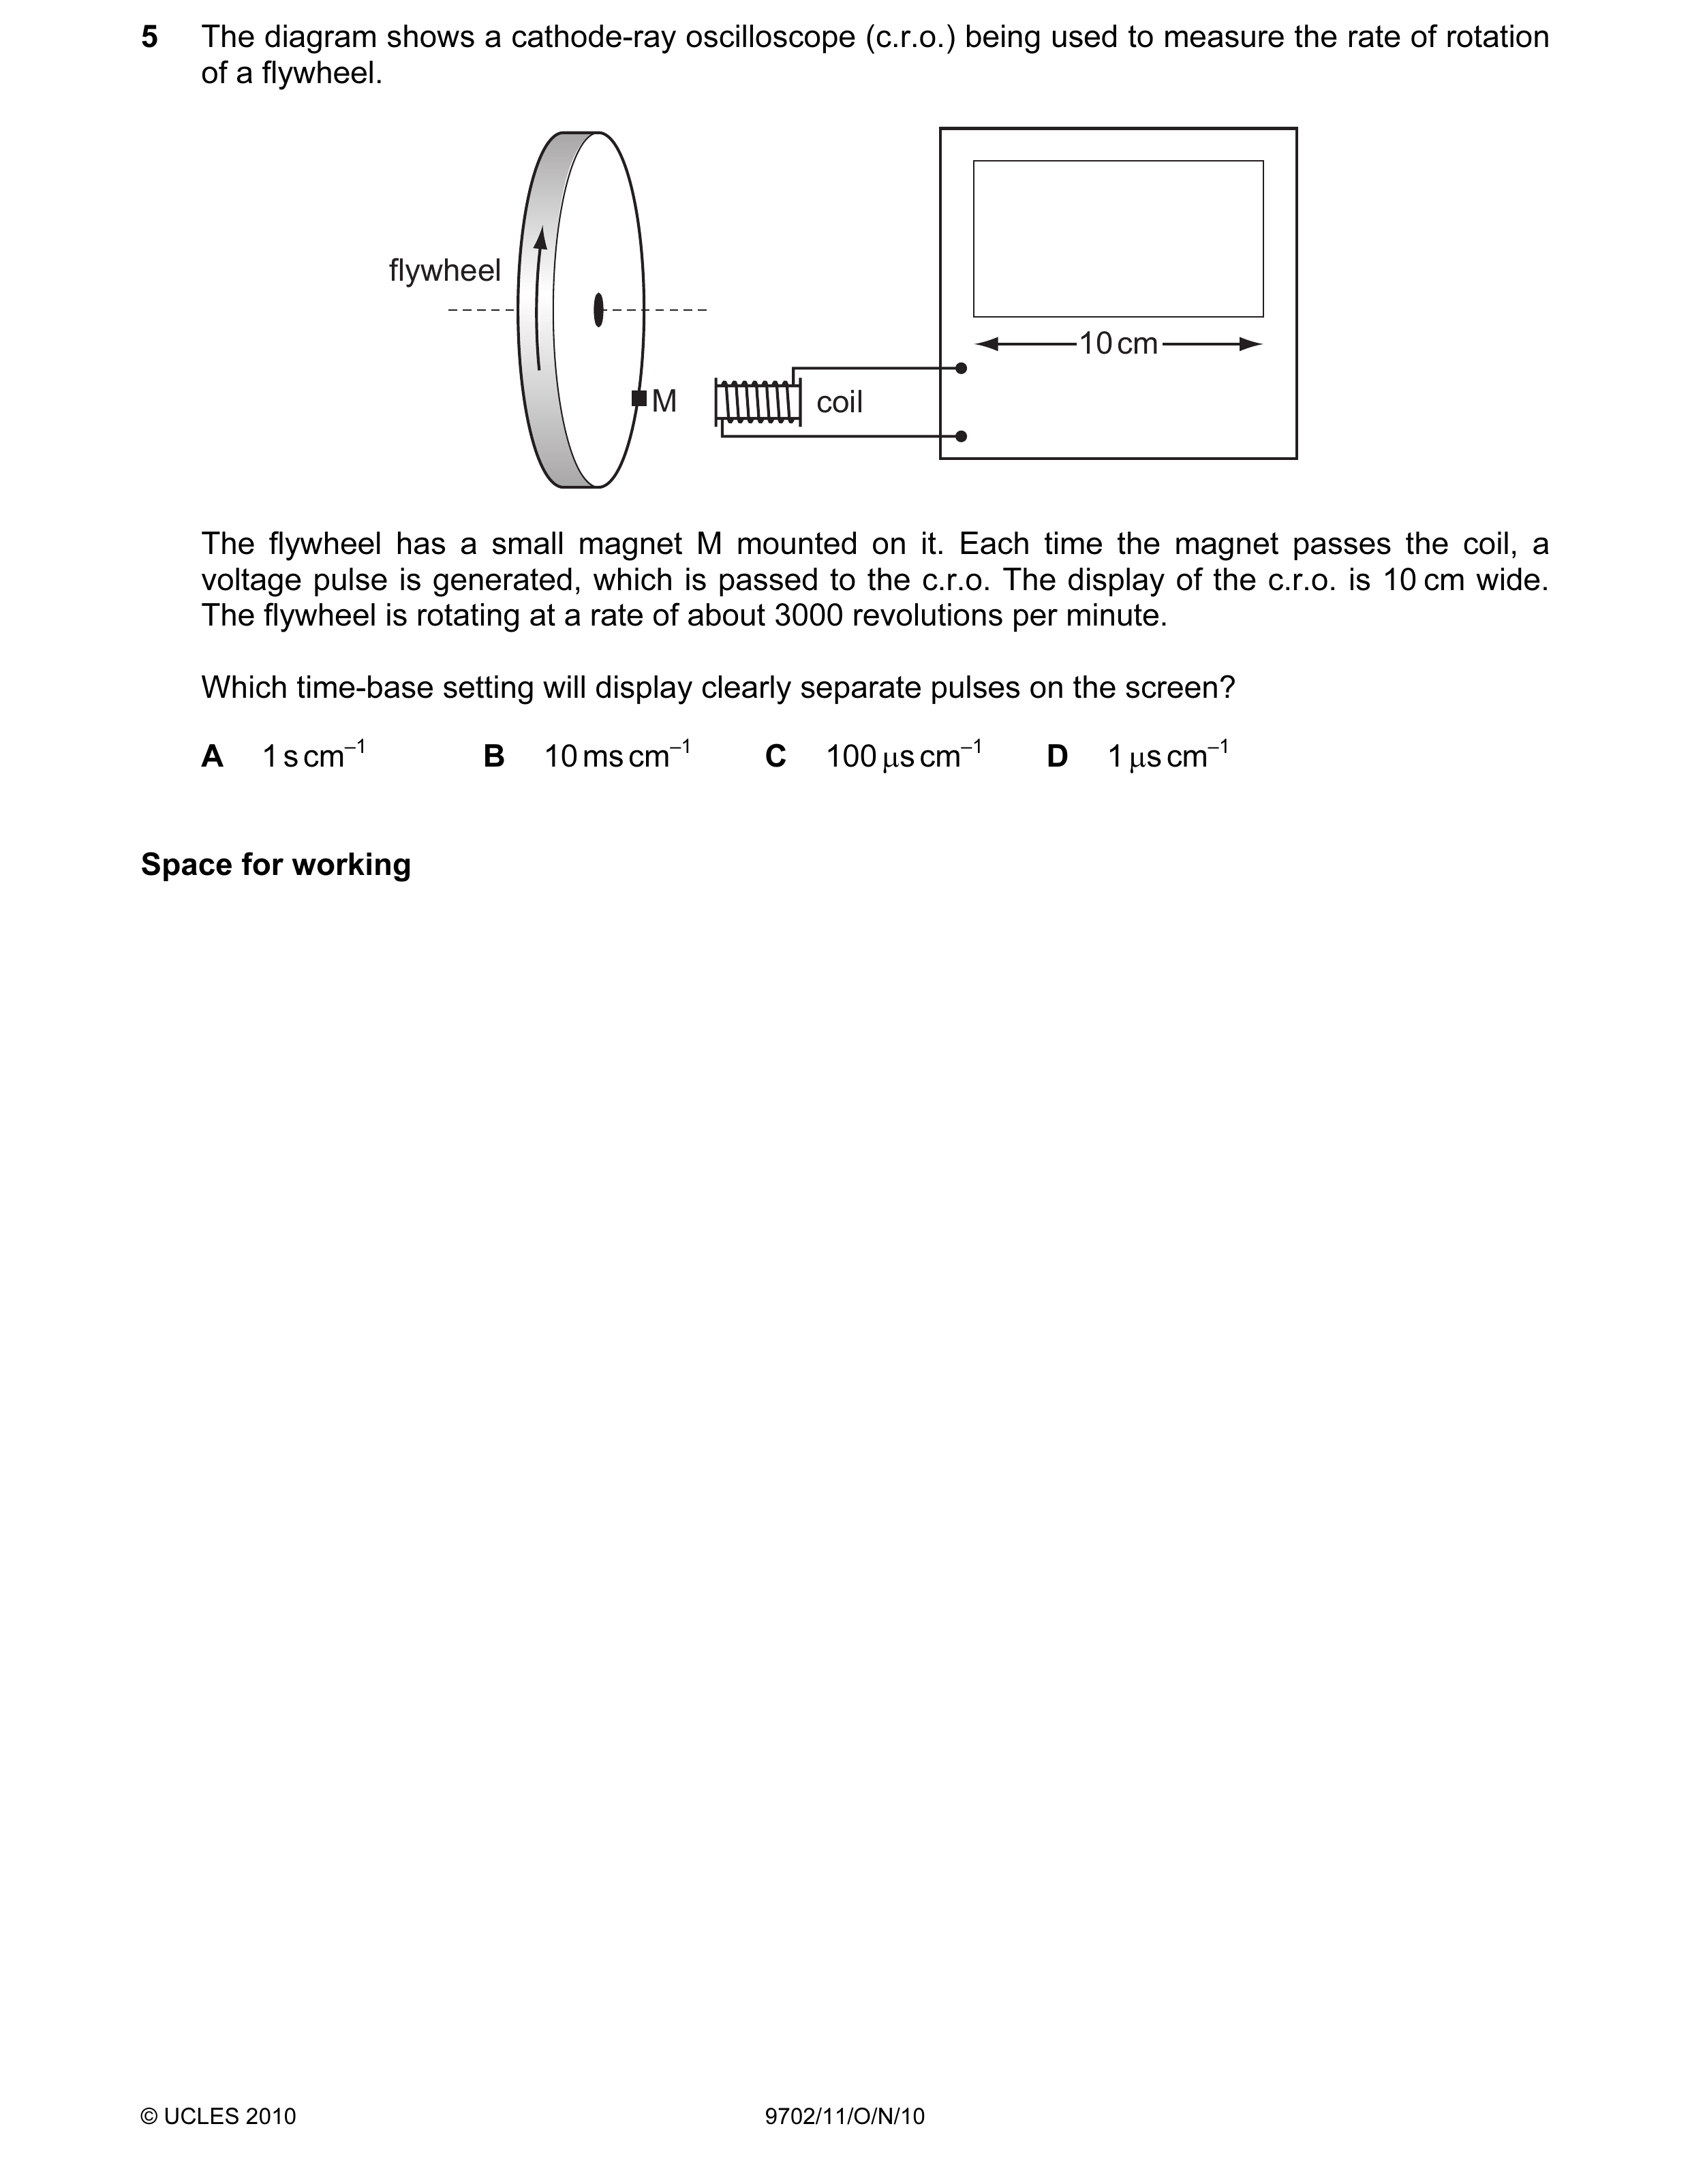 5 The diagram shows a cathode-ray oscilloscope (c.r.o.) being used to measure the rate of rotation
of a flywheel.
flywheel
10 cm
M
coil
The flywheel has a small magnet M mounted on it. Each time the magnet passes the coil, a
voltage pulse is generated, which is passed to the c.r.o. The display of the c.r.o. is 10 cm wide.
The flywheel is rotating at a rate of about 3000 revolutions per minute.
Which time-base setting will display clearly separate pulses on the screen?
A 1 s cm⁻¹ B 10 ms cm⁻¹ C 100 μs cm⁻¹ D 1 μs cm⁻¹
Space for working
© UCLES 2010 9702/11/O/N/10